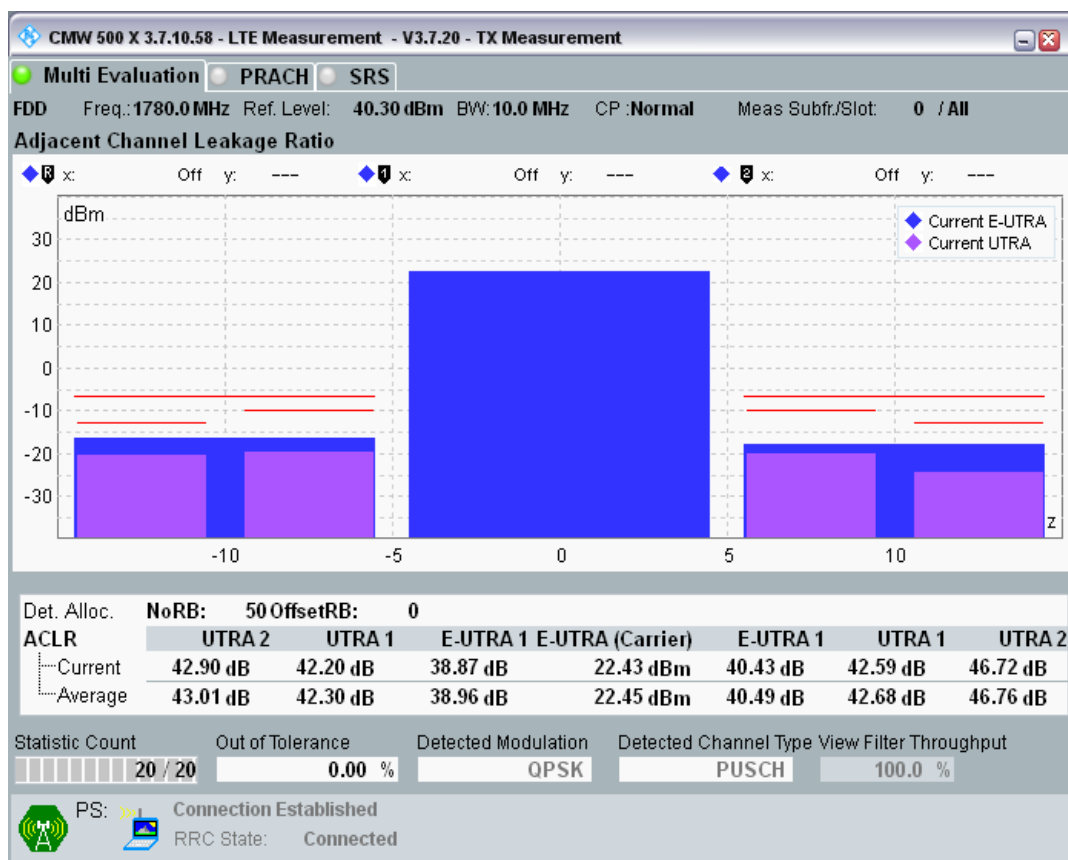 CMW 500 X 3.7.10.58 - LTE Measurement - V3.7.20 - TX Measurement
Multi Evaluation PRACH SRS
FDD Freq.: 1780.0 MHz Ref. Level: 40.30 dBm BW: 10.0 MHz CP : Normal Meas Subfr./Slot: 0 / All
Adjacent Channel Leakage Ratio
R x: Off y: --- 1 x: Off y: --- 2 x: Off y: ---
dBm
Current E-UTRA
Current UTRA
30
20
10
0
-10
-20
-30
z
-10 -5 0 5 10
Det. Alloc. NoRB: 50 OffsetRB: 0
ACLR UTRA 2 UTRA 1 E-UTRA 1 E-UTRA (Carrier) E-UTRA 1 UTRA 1 UTRA 2
Current 42.90 dB 42.20 dB 38.87 dB 22.43 dBm 40.43 dB 42.59 dB 46.72 dB
Average 43.01 dB 42.30 dB 38.96 dB 22.45 dBm 40.49 dB 42.68 dB 46.76 dB
Statistic Count Out of Tolerance Detected Modulation Detected Channel Type View Filter Throughput
20 / 20 0.00 % QPSK PUSCH 100.0 %
PS: Connection Established
RRC State: Connected